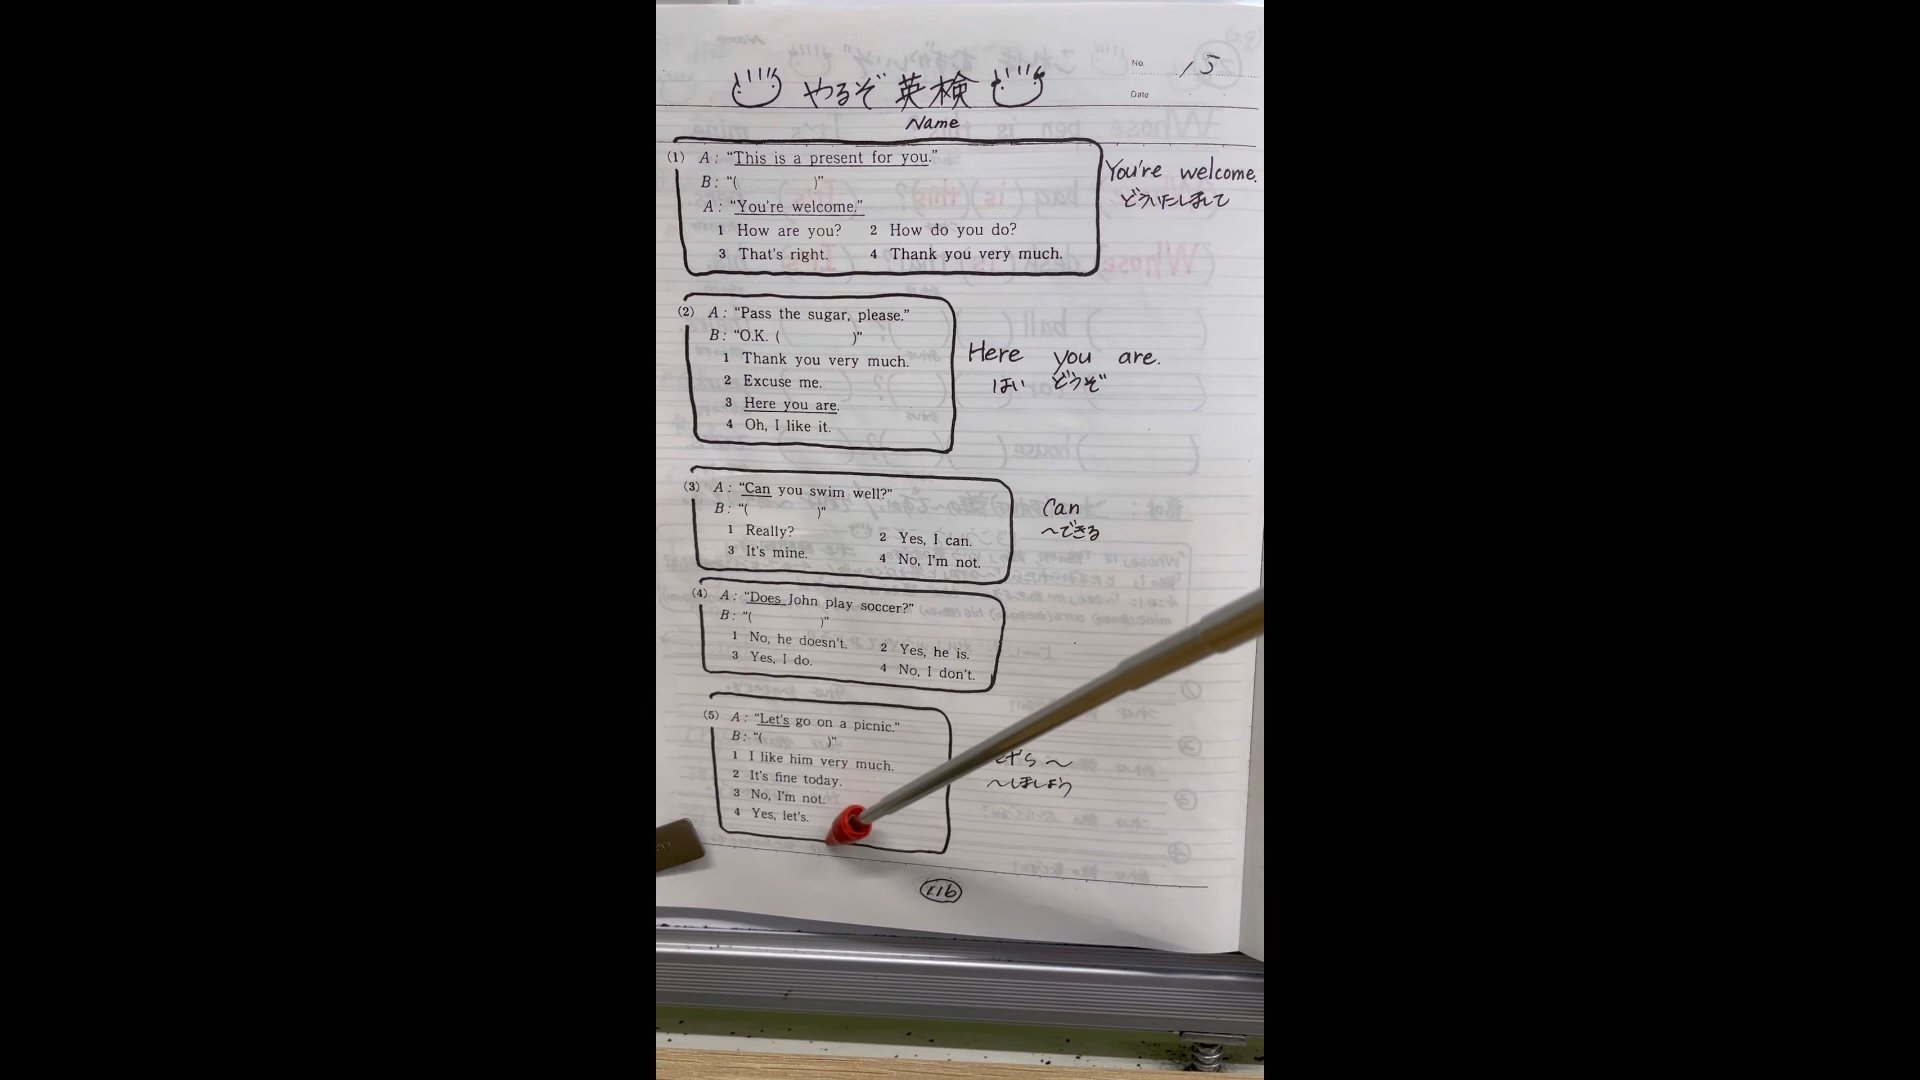 No. 15
やるぞ 英検
Date
Name
(1) A: “This is a present for you.”
B: “( )”
A: “You're welcome.”
1 How are you? 2 How do you do?
3 That's right. 4 Thank you very much.
You're welcome.
どういたしまして
(2) A: “Pass the sugar, please.”
B: “O.K. ( )”
1 Thank you very much.
2 Excuse me.
3 Here you are.
4 Oh, I like it.
Here you are.
はい どうぞ
(3) A: “Can you swim well?”
B: “( )”
1 Really? 2 Yes, I can.
3 It's mine. 4 No, I'm not.
Can
〜できる
(4) A: “Does John play soccer?”
B: “( )”
1 No, he doesn't. 2 Yes, he is.
3 Yes, I do. 4 No, I don't.
(5) A: “Let's go on a picnic.”
B: “( )”
1 I like him very much.
2 It's fine today.
3 No, I'm not.
4 Yes, let's.
〜しましょう